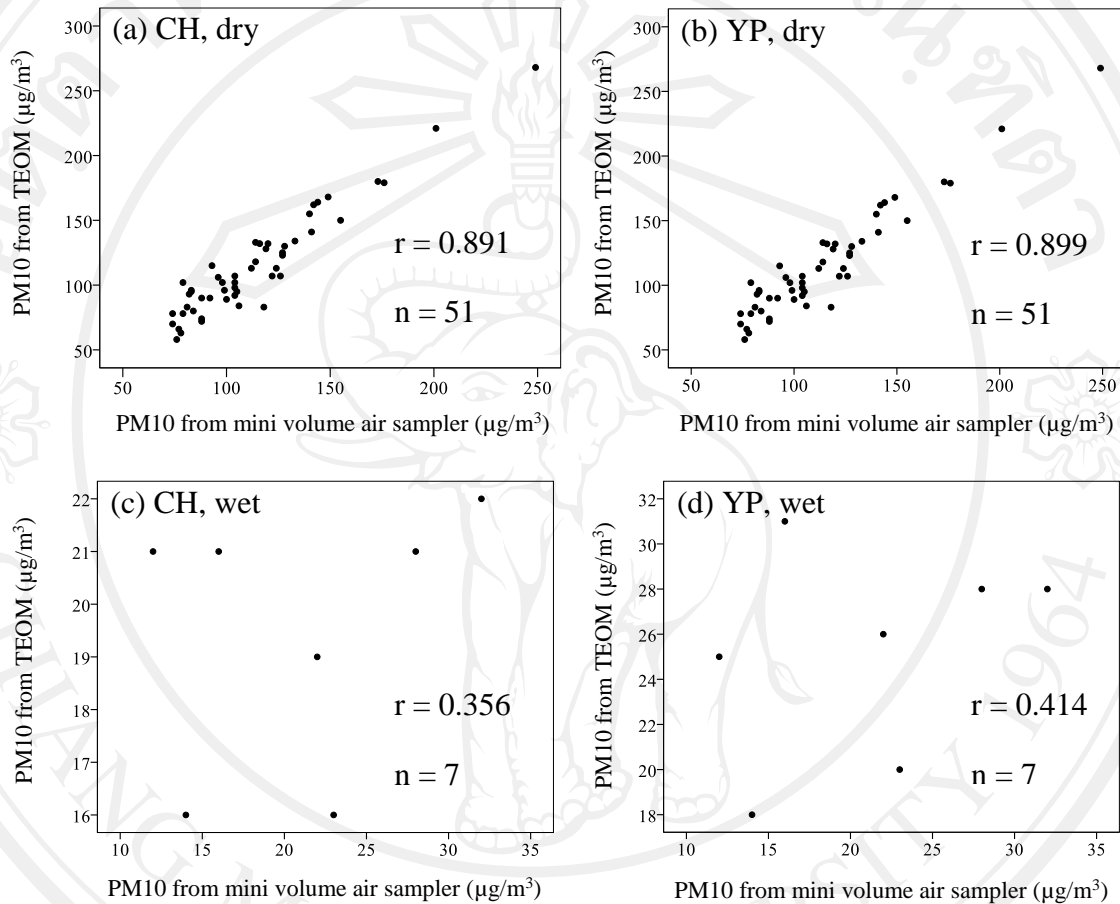 (a) CH, dry
PM10 from TEOM (µg/m³)
300
250
200
150
100
50
r = 0.891
n = 51
50 100 150 200 250
PM10 from mini volume air sampler (µg/m³)
(b) YP, dry
PM10 from TEOM (µg/m³)
300
250
200
150
100
50
r = 0.899
n = 51
50 100 150 200 250
PM10 from mini volume air sampler (µg/m³)
(c) CH, wet
PM10 from TEOM (µg/m³)
22
21
20
19
18
17
16
r = 0.356
n = 7
10 15 20 25 30 35
PM10 from mini volume air sampler (µg/m³)
(d) YP, wet
PM10 from TEOM (µg/m³)
32
30
28
26
24
22
20
18
r = 0.414
n = 7
10 15 20 25 30 35
PM10 from mini volume air sampler (µg/m³)
SITY 1964